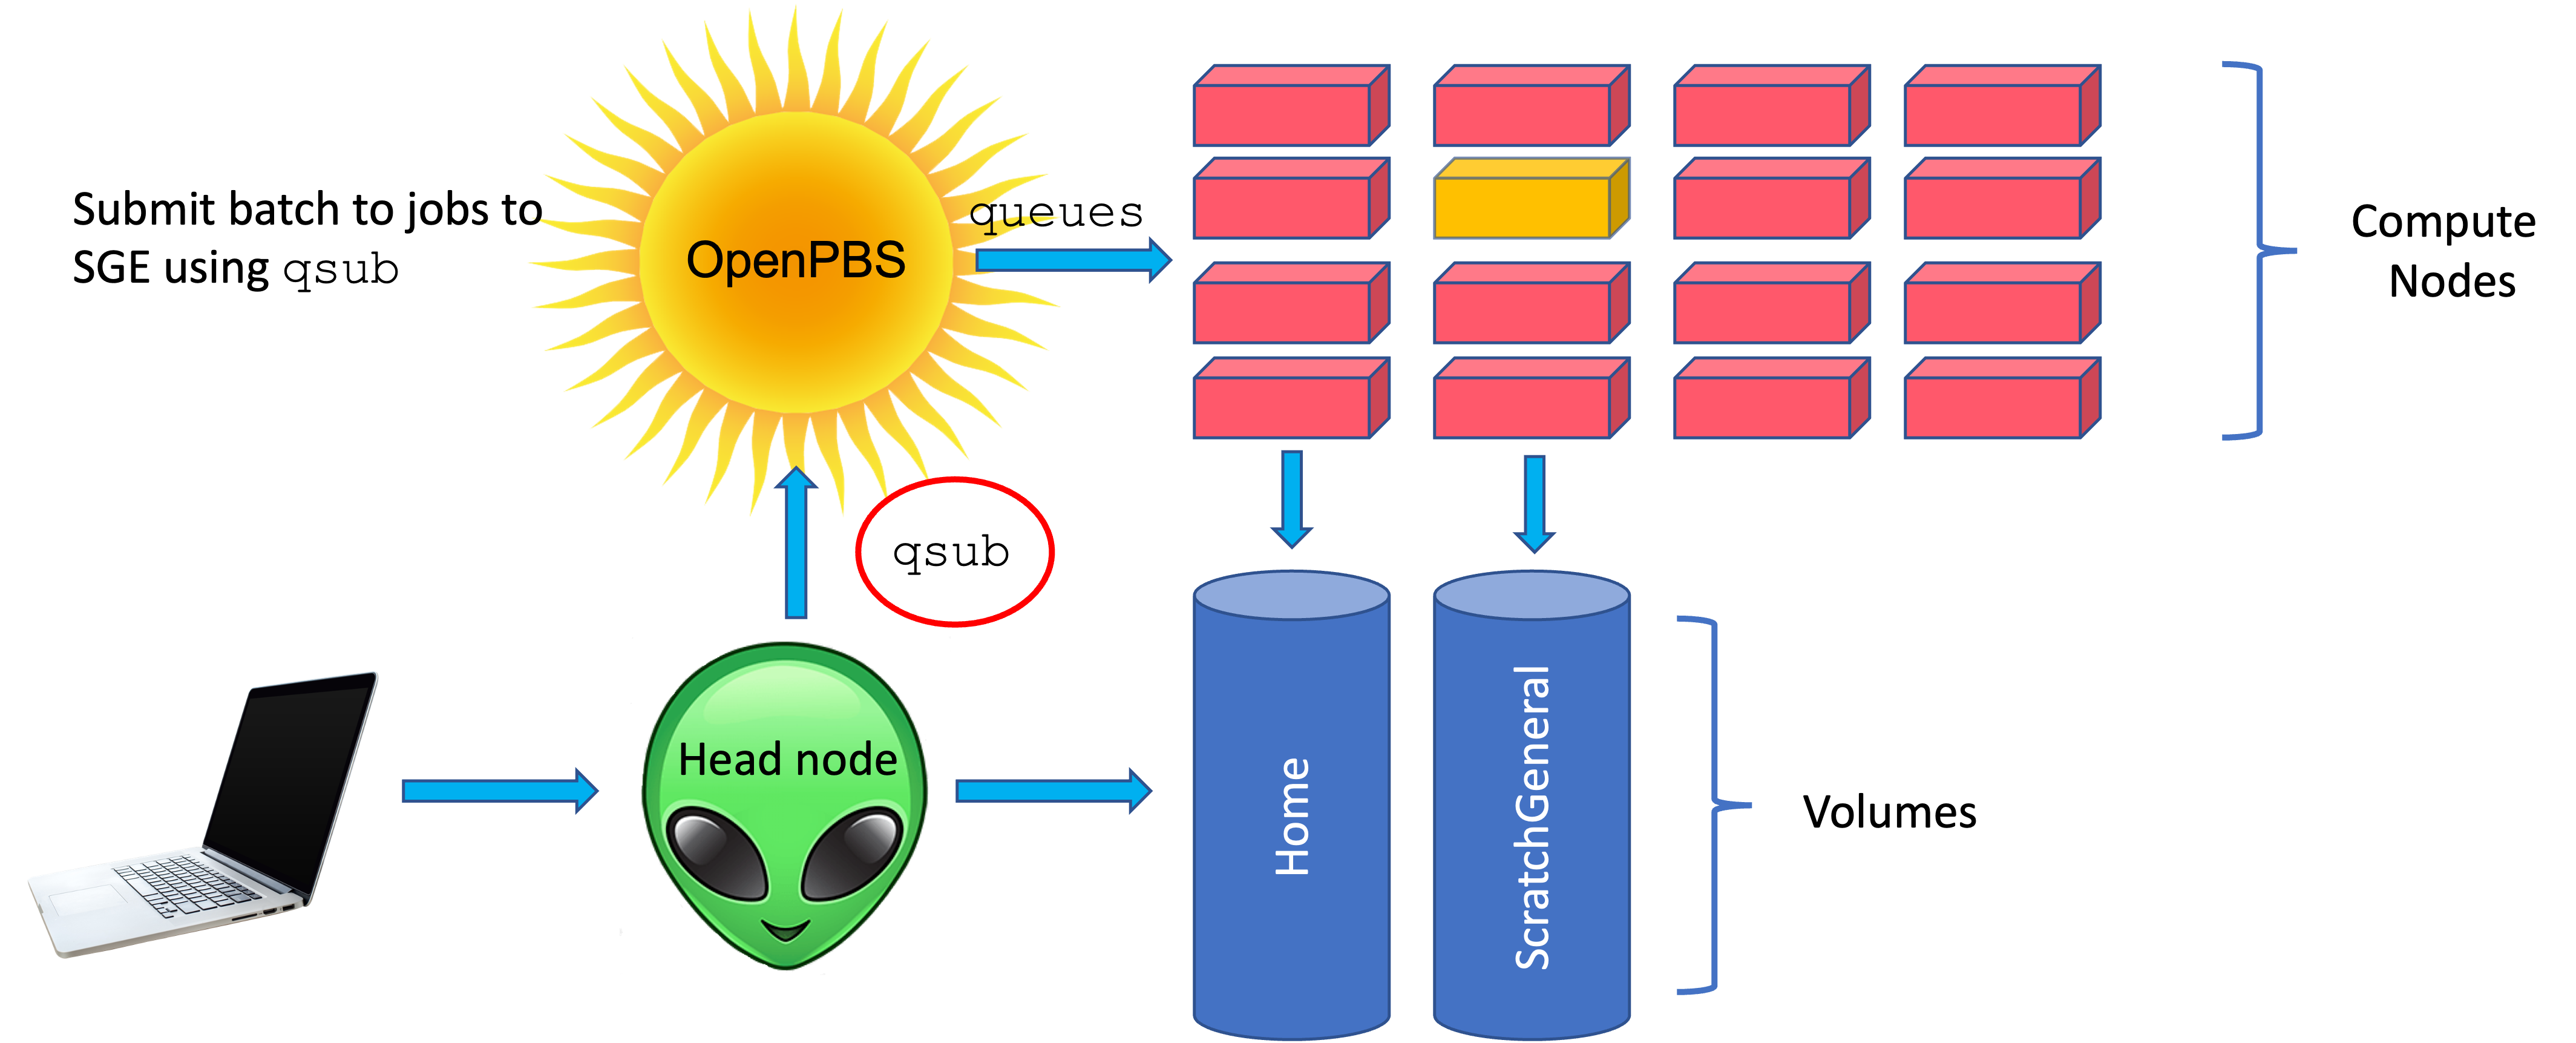 Submit batch to jobs to
SGE using qsub
OpenPBS
queues
Compute
Nodes
qsub
Head node
Home
ScratchGeneral
Volumes